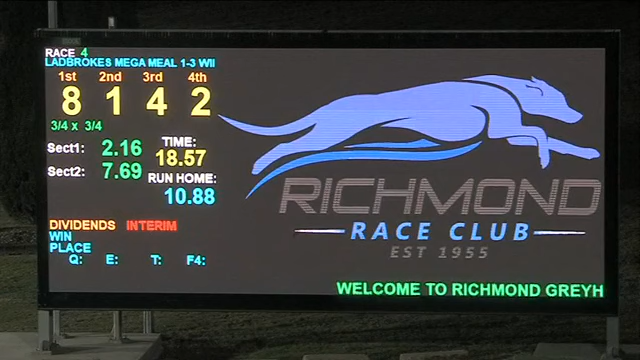 RACE 4
LADBROKES MEGA MEAL 1-3 WII
1st 2nd 3rd 4th
8 1 4 2
3/4 x 3/4
Sect1: 2.16
TIME:
18.57
Sect2: 7.69
RUN HOME:
10.88
DIVIDENDS INTERIM
WIN
PLACE
Q: E: T: F4:
RICHMOND
RACE CLUB
EST 1955
WELCOME TO RICHMOND GREYH